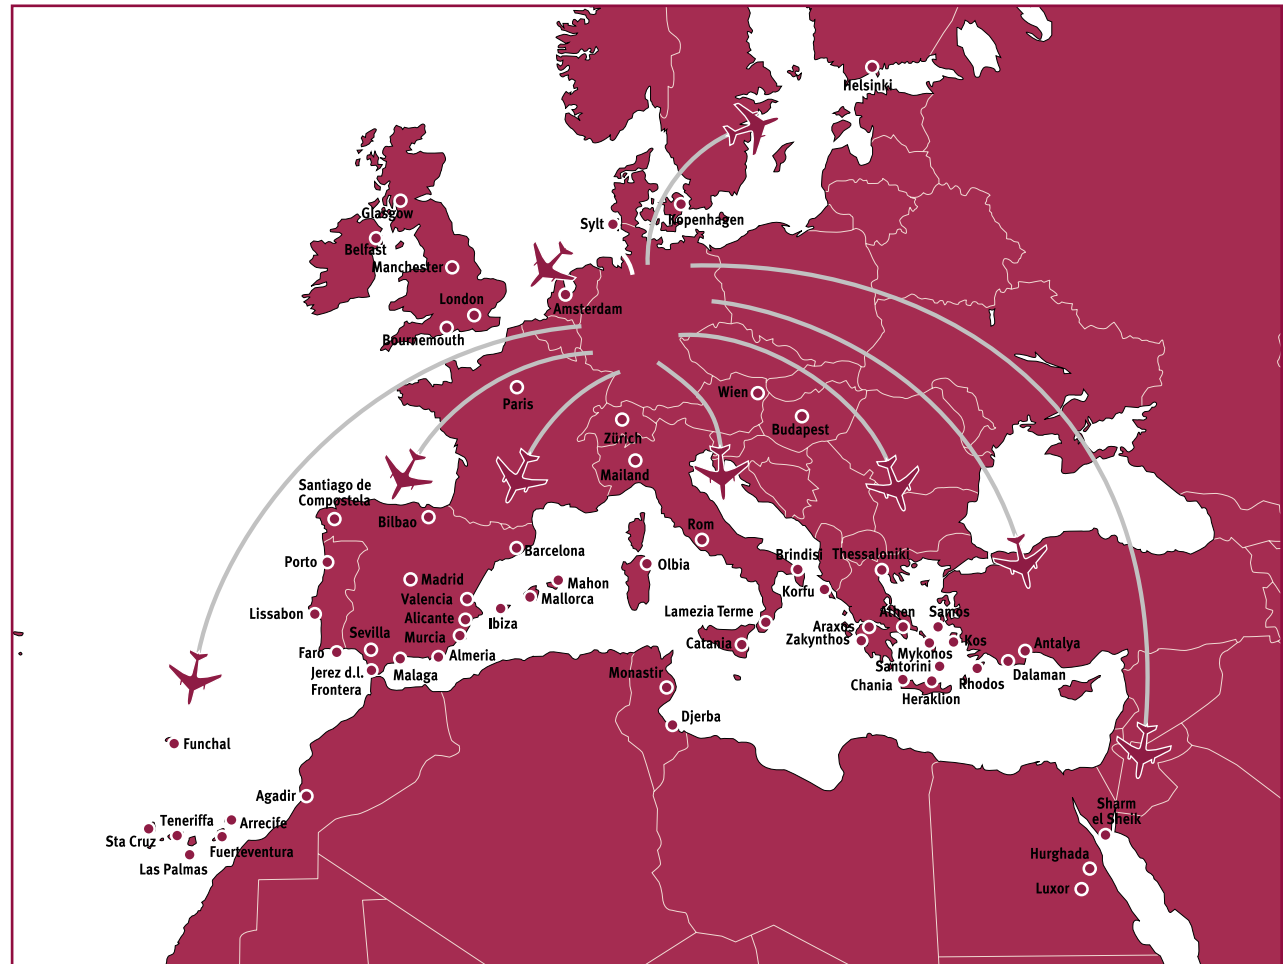 Helsinki
Glasgow
Kopenhagen
Sylt
Belfast
Manchester
London
Amsterdam
Bournemouth
Paris
Wien
Zürich
Budapest
Mailand
Santiago de
Compostela
Bilbao
Rom
Barcelona
Brindisi
Thessaloniki
Porto
Olbia
Madrid
Mahon
Korfu
Valencia
Mallorca
Lissabon
Alicante
Ibiza
Lamezia Terme
Athen
Samos
Sevilla
Murcia
Araxos
Zakynthos
Kos
Antalya
Faro
Almeria
Catania
Mykonos
Jerez d.l.
Frontera
Malaga
Monastir
Santorini
Dalaman
Chania
Rhodos
Heraklion
Djerba
Funchal
Agadir
Sharm
el Sheik
Teneriffa
Arrecife
Sta Cruz
Fuerteventura
Las Palmas
Hurghada
Luxor